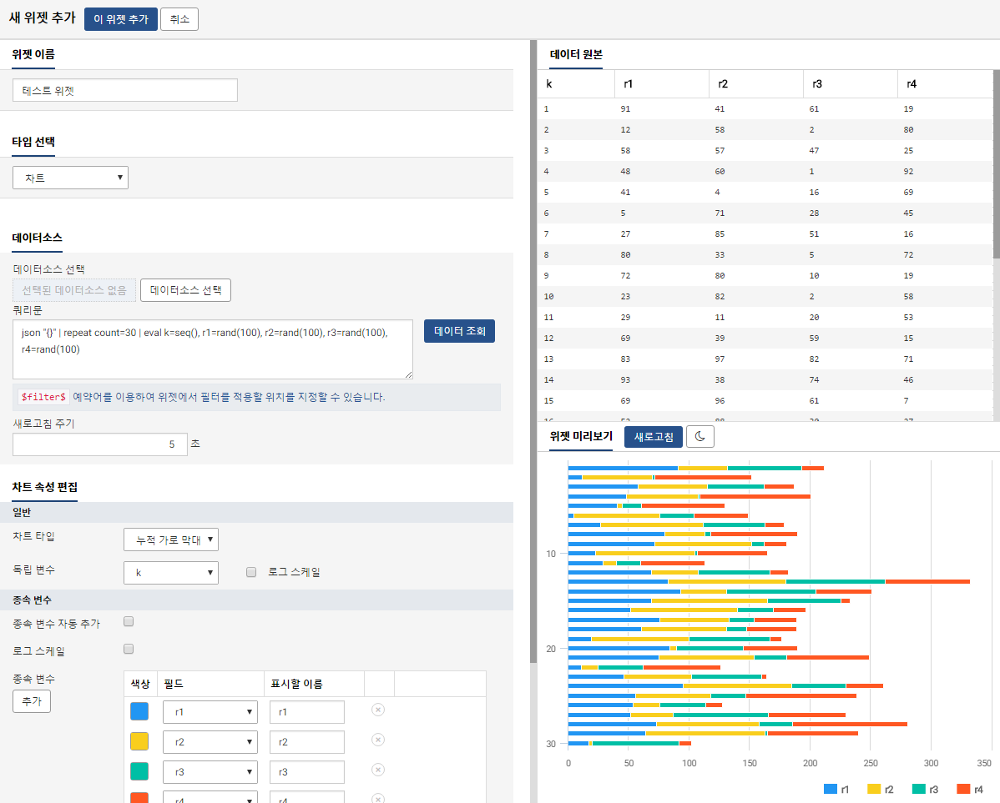 새 위젯 추가 이 위젯 추가 취소
위젯 이름
테스트 위젯
타입 선택
차트
데이터소스
데이터소스 선택
선택된 데이터소스 없음 데이터소스 선택
쿼리문
json "{}" | repeat count=30 | eval k=seq(), r1=rand(100), r2=rand(100), r3=rand(100),
r4=rand(100)
데이터 조회
$filter$ 예약어를 이용하여 위젯에서 필터를 적용할 위치를 지정할 수 있습니다.
새로고침 주기
5 초
차트 속성 편집
일반
차트 타입 누적 가로 막대
독립 변수 k 로그 스케일
종속 변수
종속 변수 자동 추가
로그 스케일
종속 변수
추가
색상 필드 표시할 이름
r1 r1
r2 r2
r3 r3
r4 r4
데이터 원본
k r1 r2 r3 r4
1 91 41 61 19
2 12 58 2 80
3 58 57 47 25
4 48 60 1 92
5 41 4 16 69
6 5 71 28 45
7 27 85 51 16
8 80 33 5 72
9 72 80 10 19
10 23 82 2 58
11 29 11 20 53
12 69 39 59 15
13 83 97 82 71
14 93 38 74 46
15 69 96 61 7
위젯 미리보기 새로고침
10
20
30
0 50 100 150 200 250 300 350
r1 r2 r3 r4